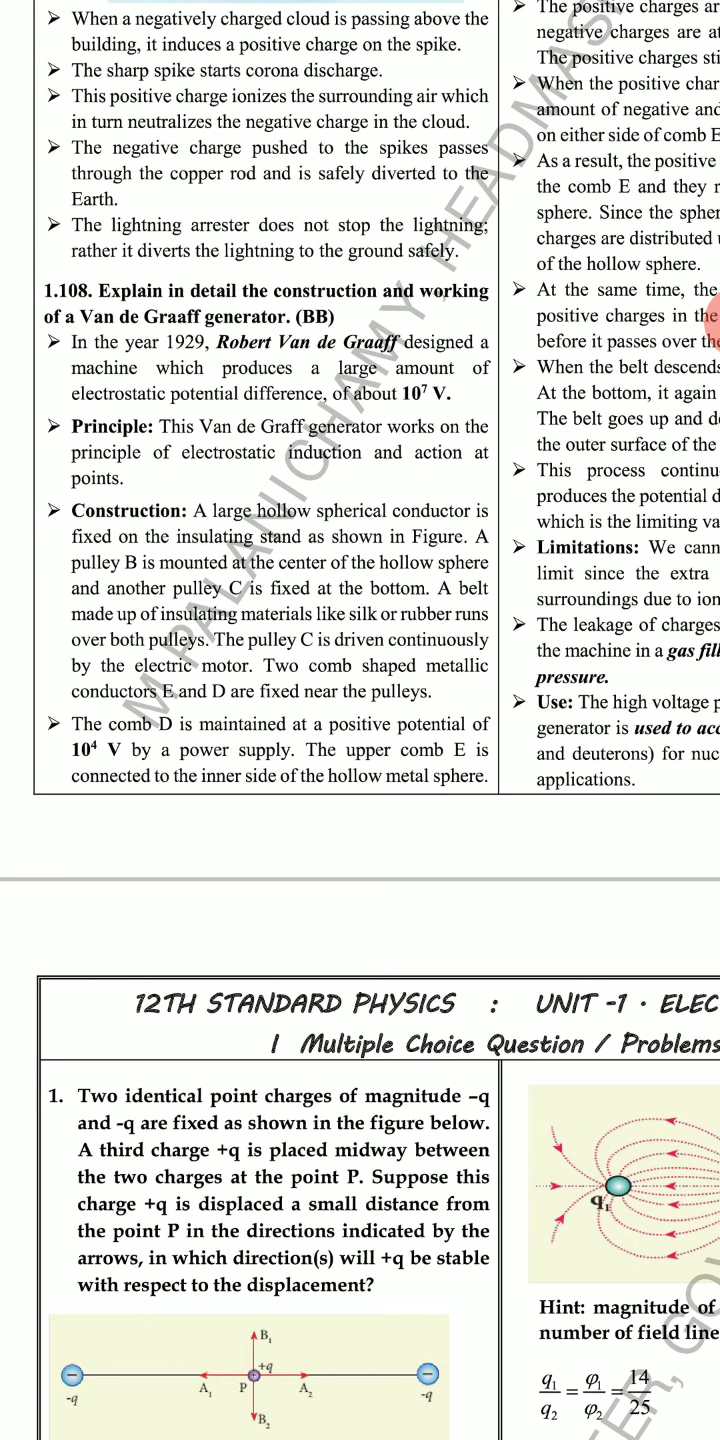 ➢ When a negatively charged cloud is passing above the
building, it induces a positive charge on the spike.
➢ The sharp spike starts corona discharge.
➢ This positive charge ionizes the surrounding air which
in turn neutralizes the negative charge in the cloud.
➢ The negative charge pushed to the spikes passes
through the copper rod and is safely diverted to the
Earth.
➢ The lightning arrester does not stop the lightning;
rather it diverts the lightning to the ground safely.
1.108. Explain in detail the construction and working
of a Van de Graaff generator. (BB)
➢ In the year 1929, Robert Van de Graaff designed a
machine which produces a large amount of
electrostatic potential difference, of about 10⁷ V.
➢ Principle: This Van de Graff generator works on the
principle of electrostatic induction and action at
points.
➢ Construction: A large hollow spherical conductor is
fixed on the insulating stand as shown in Figure. A
pulley B is mounted at the center of the hollow sphere
and another pulley C is fixed at the bottom. A belt
made up of insulating materials like silk or rubber runs
over both pulleys. The pulley C is driven continuously
by the electric motor. Two comb shaped metallic
conductors E and D are fixed near the pulleys.
➢ The comb D is maintained at a positive potential of
10⁴ V by a power supply. The upper comb E is
connected to the inner side of the hollow metal sphere.
➢ The positive charges ar
negative charges are at
The positive charges sti
➢ When the positive char
amount of negative and
on either side of comb E
➢ As a result, the positive
the comb E and they r
sphere. Since the spher
charges are distributed
of the hollow sphere.
➢ At the same time, the
positive charges in the
before it passes over the
➢ When the belt descends
At the bottom, it again
The belt goes up and d
the outer surface of the
➢ This process continu
produces the potential d
which is the limiting va
➢ Limitations: We cann
limit since the extra
surroundings due to ion
➢ The leakage of charges
the machine in a gas fill
pressure.
➢ Use: The high voltage p
generator is used to acc
and deuterons) for nuc
applications.
M PALANICHAMY, HEADMAS
12TH STANDARD PHYSICS : UNIT -1 · ELEC
I Multiple Choice Question / Problems
1. Two identical point charges of magnitude –q
and -q are fixed as shown in the figure below.
A third charge +q is placed midway between
the two charges at the point P. Suppose this
charge +q is displaced a small distance from
the point P in the directions indicated by the
arrows, in which direction(s) will +q be stable
with respect to the displacement?
B₁
+q
A₁ P A₂
-q -q
B₂
q₁
Hint: magnitude of
number of field line
q₁/q₂ = φ₁/φ₂ = 14/25
ER, GOV